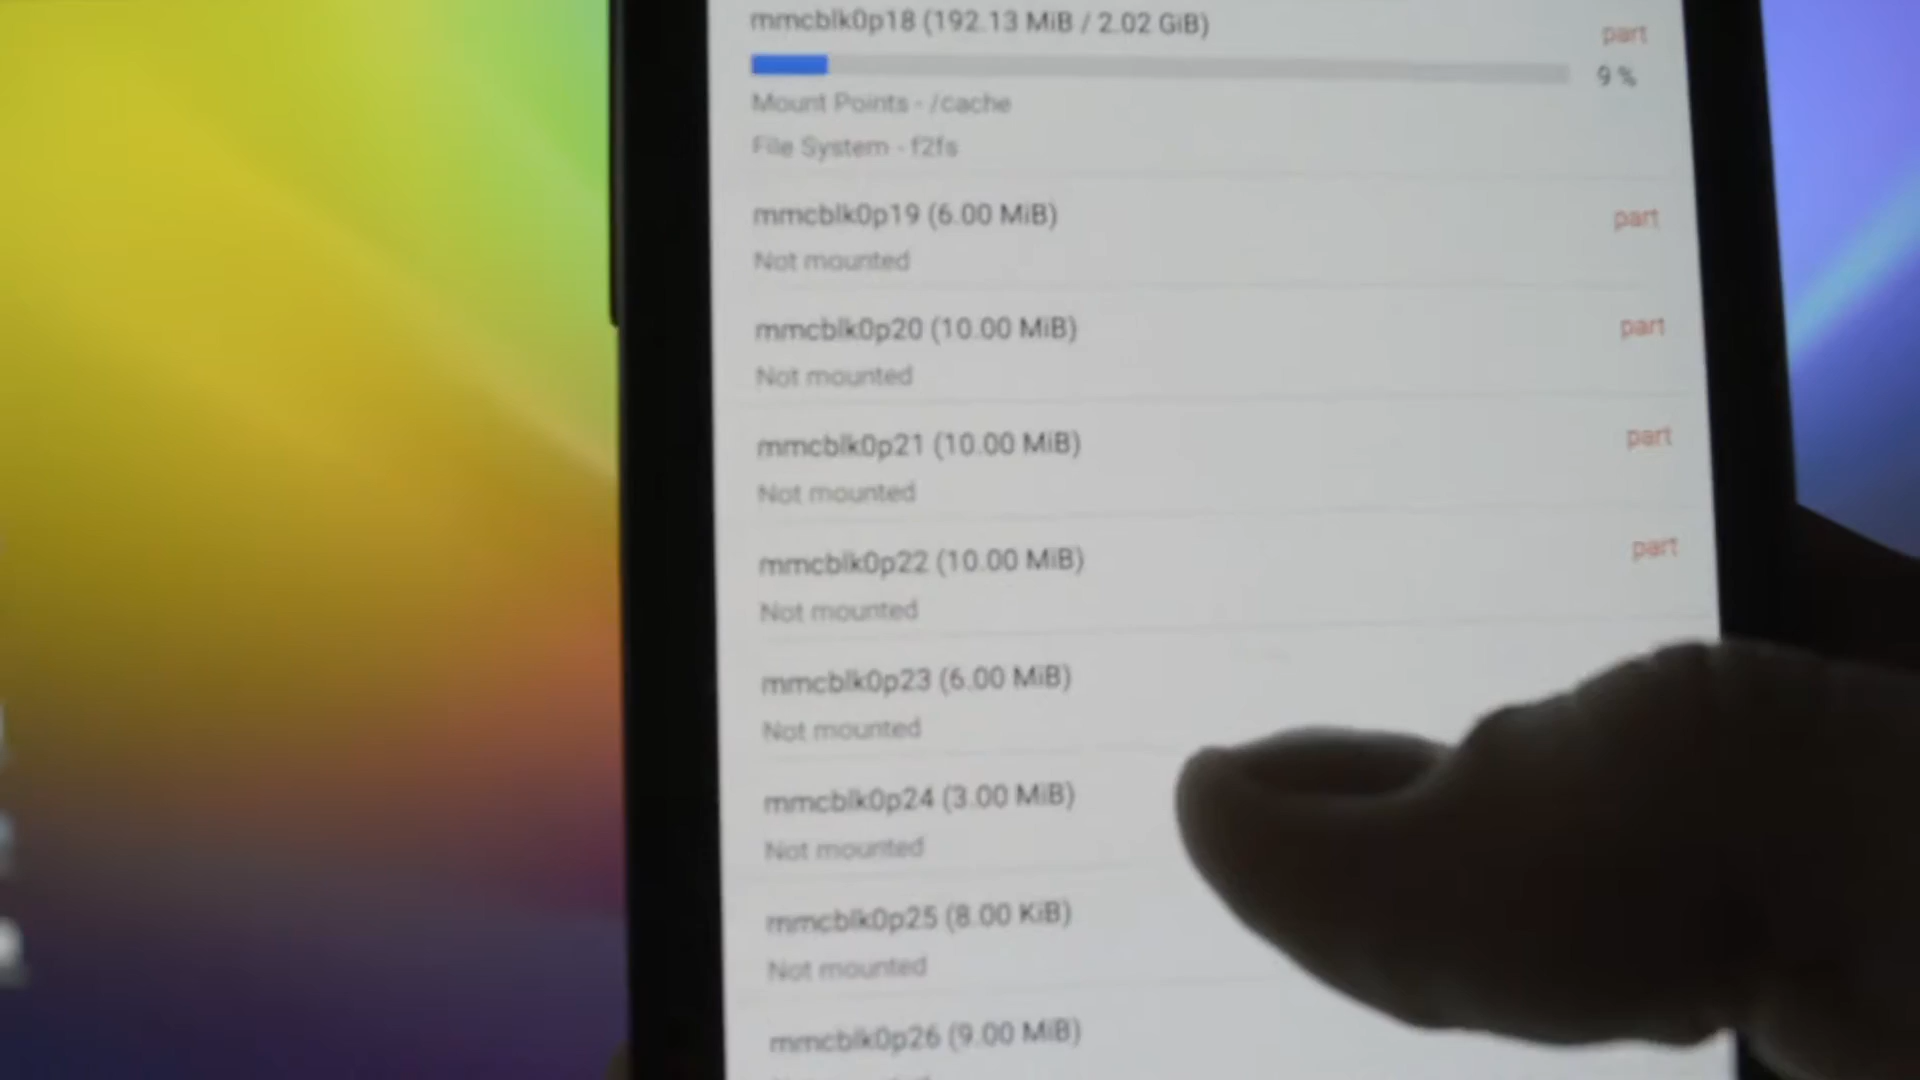 mmcblk0p18 (192.13 MiB / 2.02 GiB)
part
9 %
Mount Points - /cache
File System - f2fs
mmcblk0p19 (6.00 MiB)
part
Not mounted
mmcblk0p20 (10.00 MiB)
part
Not mounted
mmcblk0p21 (10.00 MiB)
part
Not mounted
mmcblk0p22 (10.00 MiB)
part
Not mounted
mmcblk0p23 (6.00 MiB)
Not mounted
mmcblk0p24 (3.00 MiB)
Not mounted
mmcblk0p25 (8.00 KiB)
Not mounted
mmcblk0p26 (9.00 MiB)